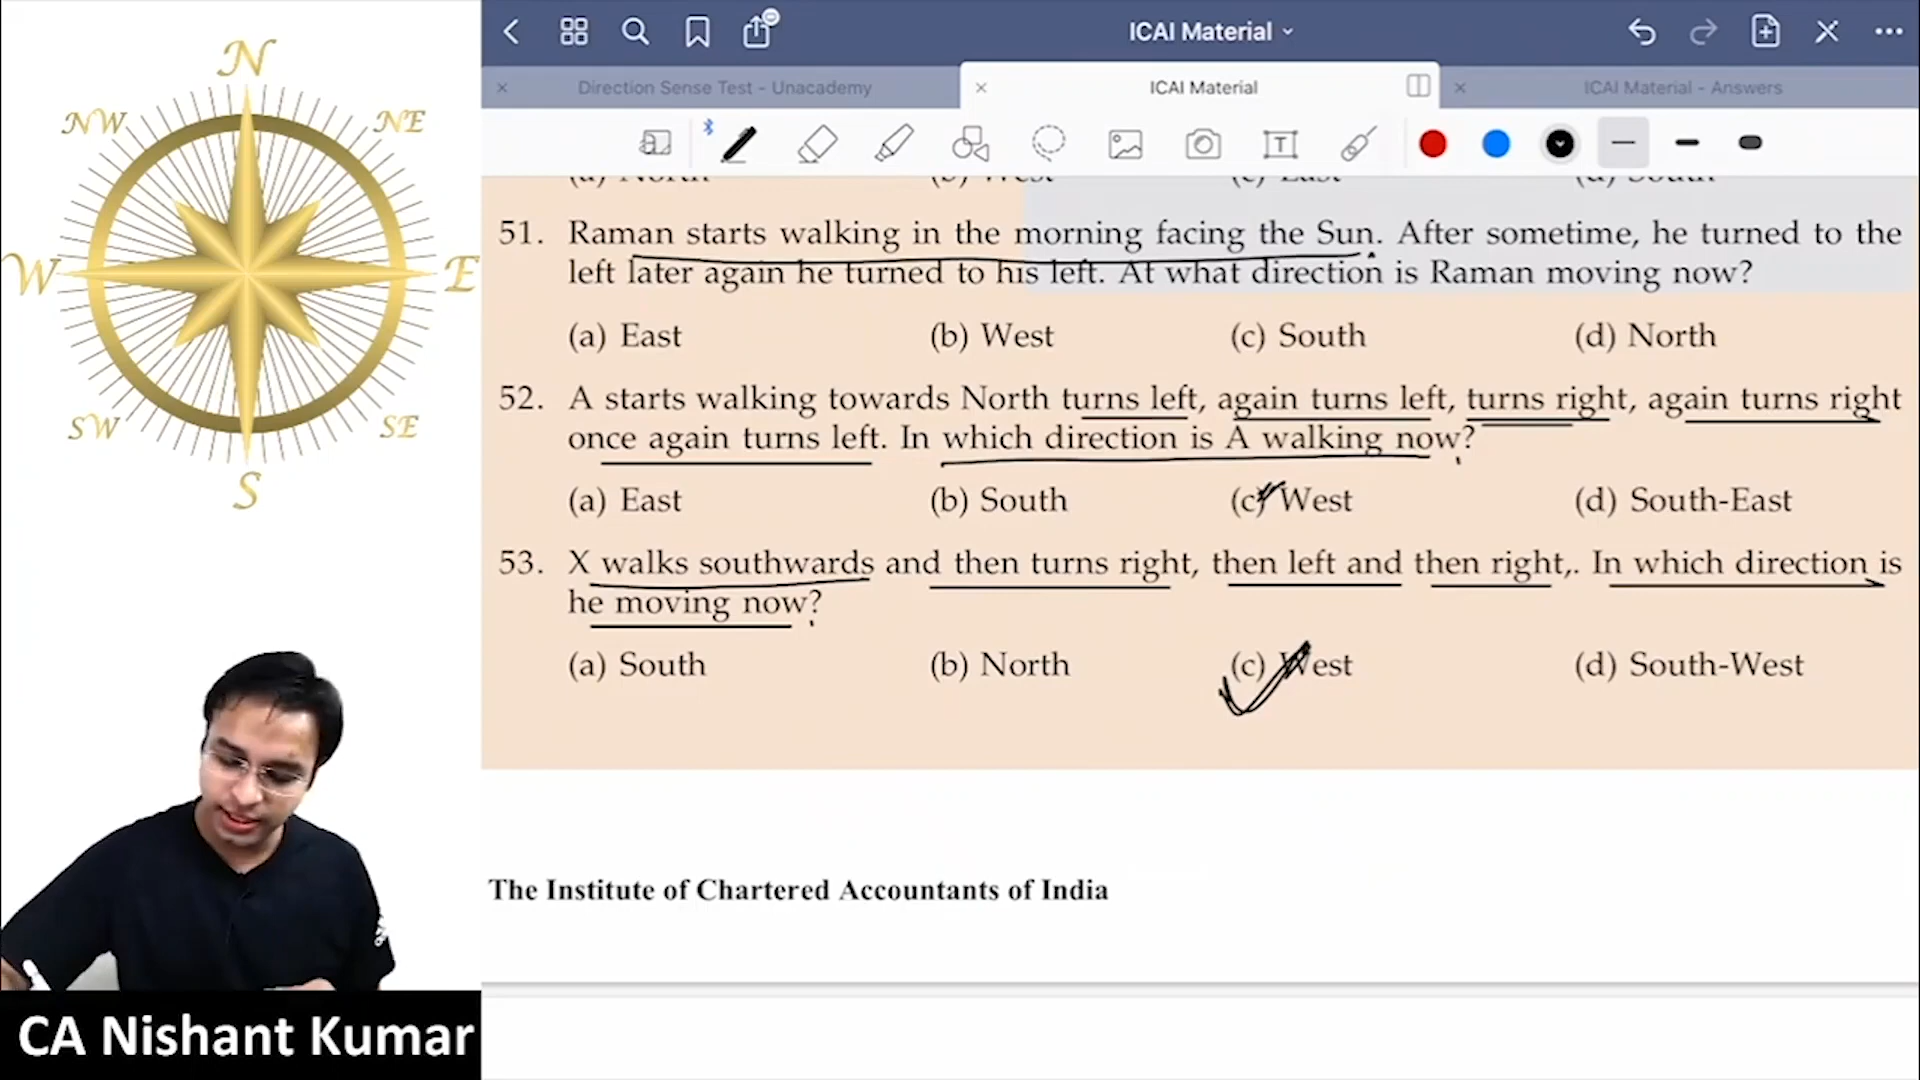 N
NW
NE
W
E
SW
SE
S
ICAI Material
Direction Sense Test - Unacademy
ICAI Material
ICAI Material - Answers
T
(a) North (b) West (c) East (d) South
51. Raman starts walking in the morning facing the Sun. After sometime, he turned to the
left later again he turned to his left. At what direction is Raman moving now?
(a) East (b) West (c) South (d) North
52. A starts walking towards North turns left, again turns left, turns right, again turns right
once again turns left. In which direction is A walking now?
(a) East (b) South (c) West (d) South-East
53. X walks southwards and then turns right, then left and then right,. In which direction is
he moving now?
(a) South (b) North (c) West (d) South-West
The Institute of Chartered Accountants of India
CA Nishant Kumar